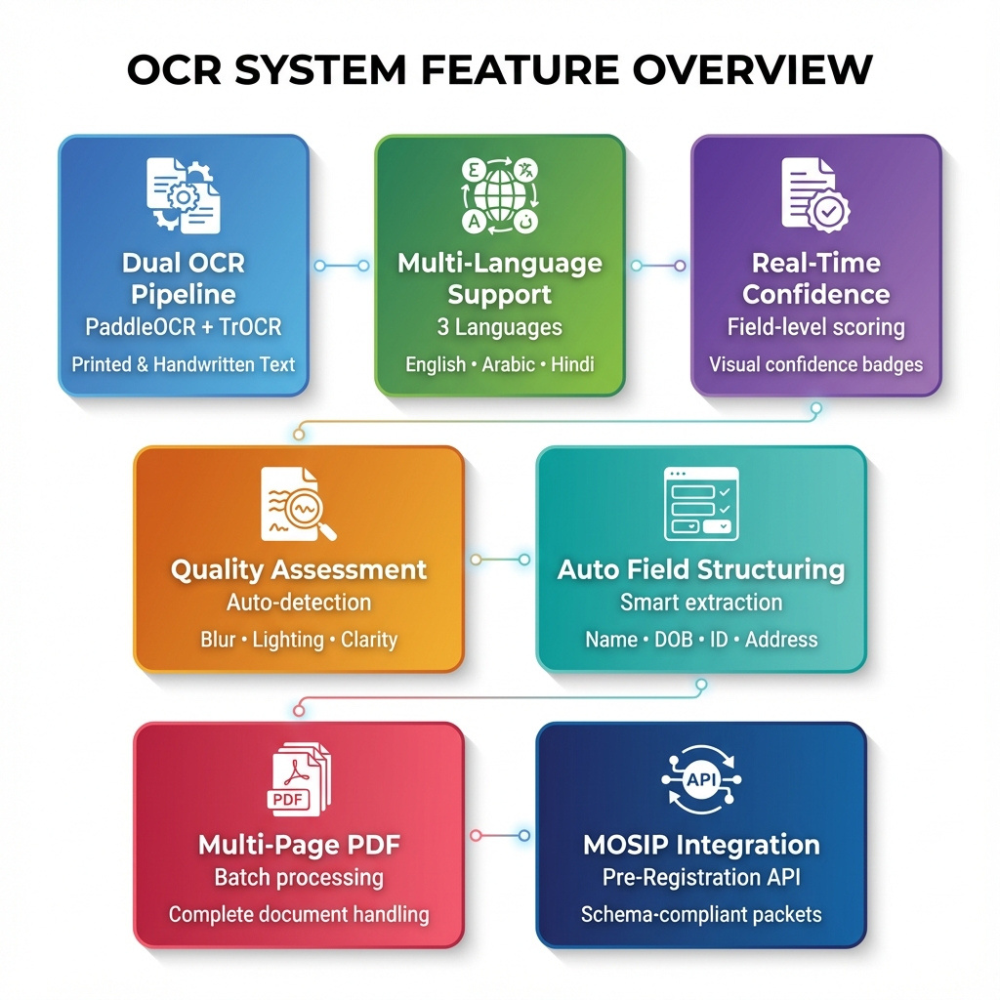 OCR SYSTEM FEATURE OVERVIEW
Dual OCR
Pipeline
PaddleOCR + TrOCR
Printed & Handwritten Text
Ɛ
A
ن
Multi-Language
Support
3 Languages
English • Arabic • Hindi
Real-Time
Confidence
Field-level scoring
Visual confidence badges
Quality Assessment
Auto-detection
Blur • Lighting • Clarity
Auto Field Structuring
Smart extraction
Name • DOB • ID • Address
PDF
Multi-Page PDF
Batch processing
Complete document handling
API
MOSIP Integration
Pre-Registration API
Schema-compliant packets